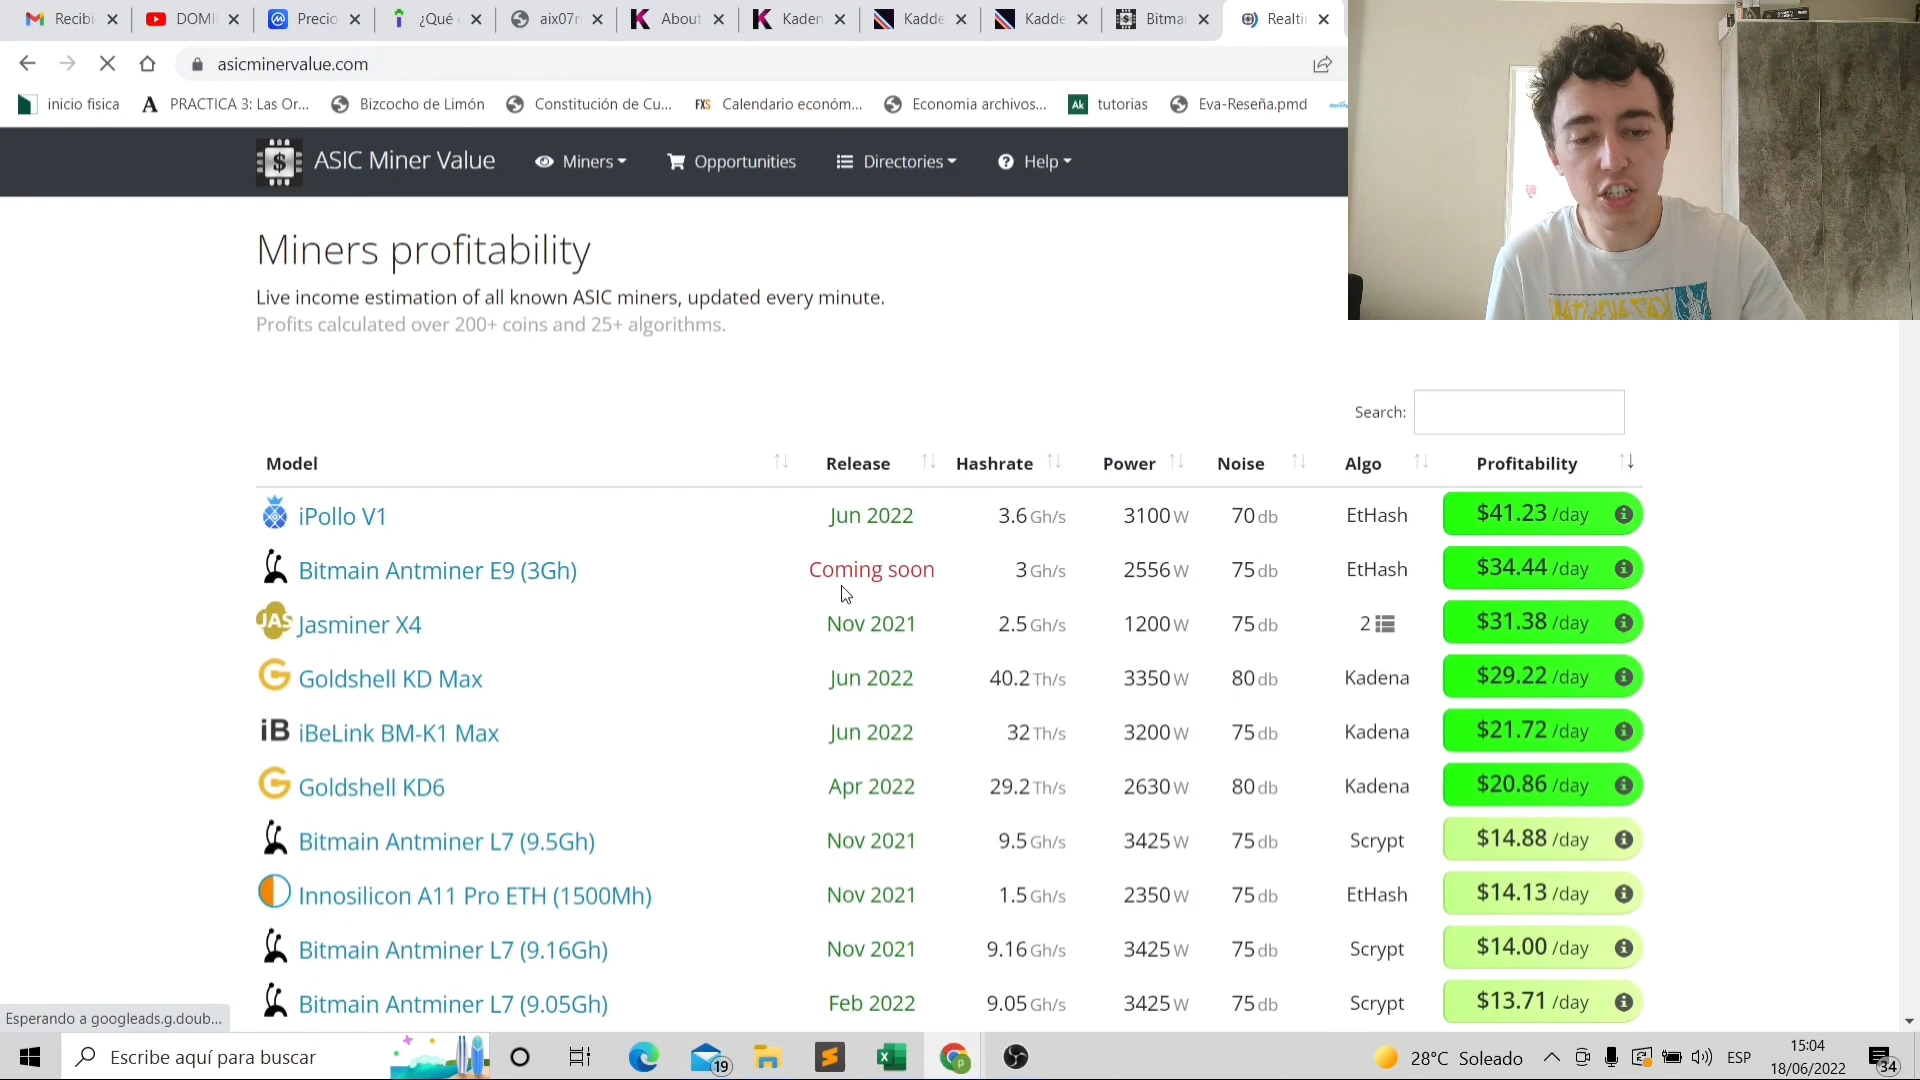 Recibi
DOMI
Precio
¿Qué
aix07r
About
Kaden
Kadde
Kadde
Bitmai
Realti
asicminervalue.com
inicio fisica
PRACTICA 3: Las Or...
Bizcocho de Limón
Constitución de Cu...
FXS Calendario económ...
Economia archivos...
Ak tutorias
Eva-Reseña.pmd
ASIC Miner Value
Miners
Opportunities
Directories
Help
Miners profitability
Live income estimation of all known ASIC miners, updated every minute.
Profits calculated over 200+ coins and 25+ algorithms.
Search:
Model Release Hashrate Power Noise Algo Profitability
iPollo V1 Jun 2022 3.6 Gh/s 3100 W 70 db EtHash $41.23 /day
Bitmain Antminer E9 (3Gh) Coming soon 3 Gh/s 2556 W 75 db EtHash $34.44 /day
JAS Jasminer X4 Nov 2021 2.5 Gh/s 1200 W 75 db 2 $31.38 /day
Goldshell KD Max Jun 2022 40.2 Th/s 3350 W 80 db Kadena $29.22 /day
iB iBeLink BM-K1 Max Jun 2022 32 Th/s 3200 W 75 db Kadena $21.72 /day
Goldshell KD6 Apr 2022 29.2 Th/s 2630 W 80 db Kadena $20.86 /day
Bitmain Antminer L7 (9.5Gh) Nov 2021 9.5 Gh/s 3425 W 75 db Scrypt $14.88 /day
Innosilicon A11 Pro ETH (1500Mh) Nov 2021 1.5 Gh/s 2350 W 75 db EtHash $14.13 /day
Bitmain Antminer L7 (9.16Gh) Nov 2021 9.16 Gh/s 3425 W 75 db Scrypt $14.00 /day
Bitmain Antminer L7 (9.05Gh) Feb 2022 9.05 Gh/s 3425 W 75 db Scrypt $13.71 /day
Esperando a googleads.g.doub...
Escribe aquí para buscar
19
28°C Soleado
ESP
15:04
18/06/2022
34